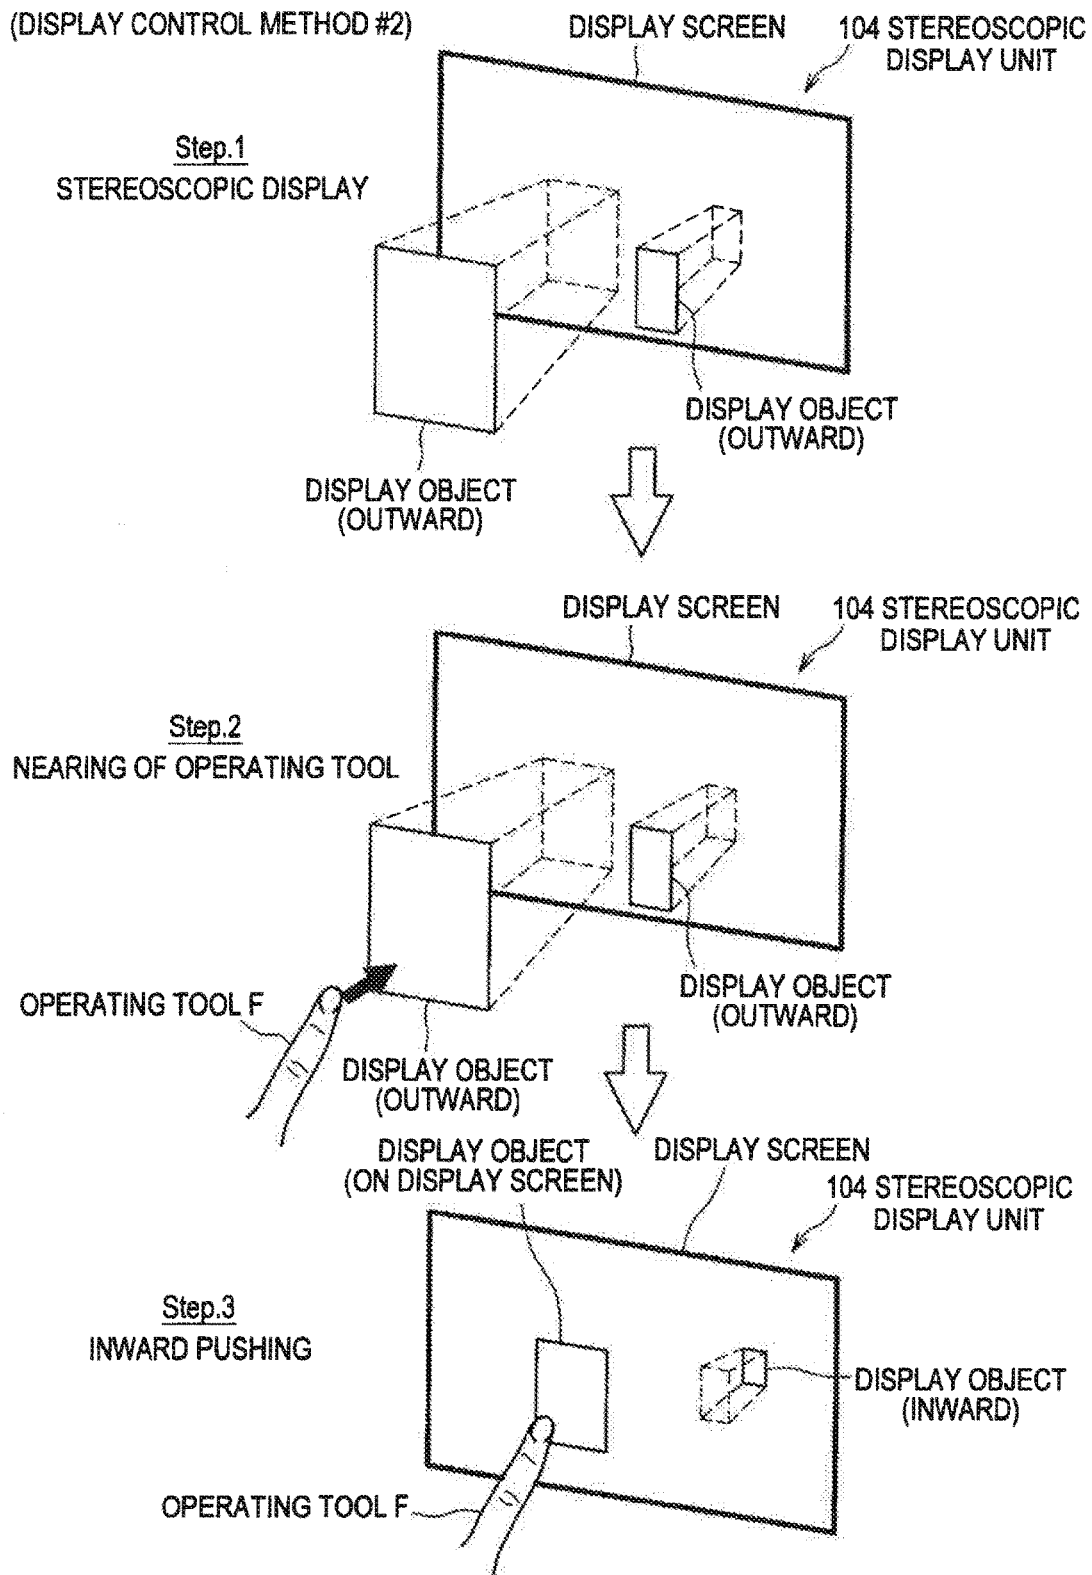 (DISPLAY CONTROL METHOD #2)
DISPLAY SCREEN
104 STEREOSCOPIC
DISPLAY UNIT
Step.1
STEREOSCOPIC DISPLAY
DISPLAY OBJECT
(OUTWARD)
DISPLAY OBJECT
(OUTWARD)
DISPLAY SCREEN
104 STEREOSCOPIC
DISPLAY UNIT
Step.2
NEARING OF OPERATING TOOL
OPERATING TOOL F
DISPLAY OBJECT
(OUTWARD)
DISPLAY OBJECT
(OUTWARD)
DISPLAY OBJECT
(ON DISPLAY SCREEN)
DISPLAY SCREEN
104 STEREOSCOPIC
DISPLAY UNIT
Step.3
INWARD PUSHING
DISPLAY OBJECT
(INWARD)
OPERATING TOOL F